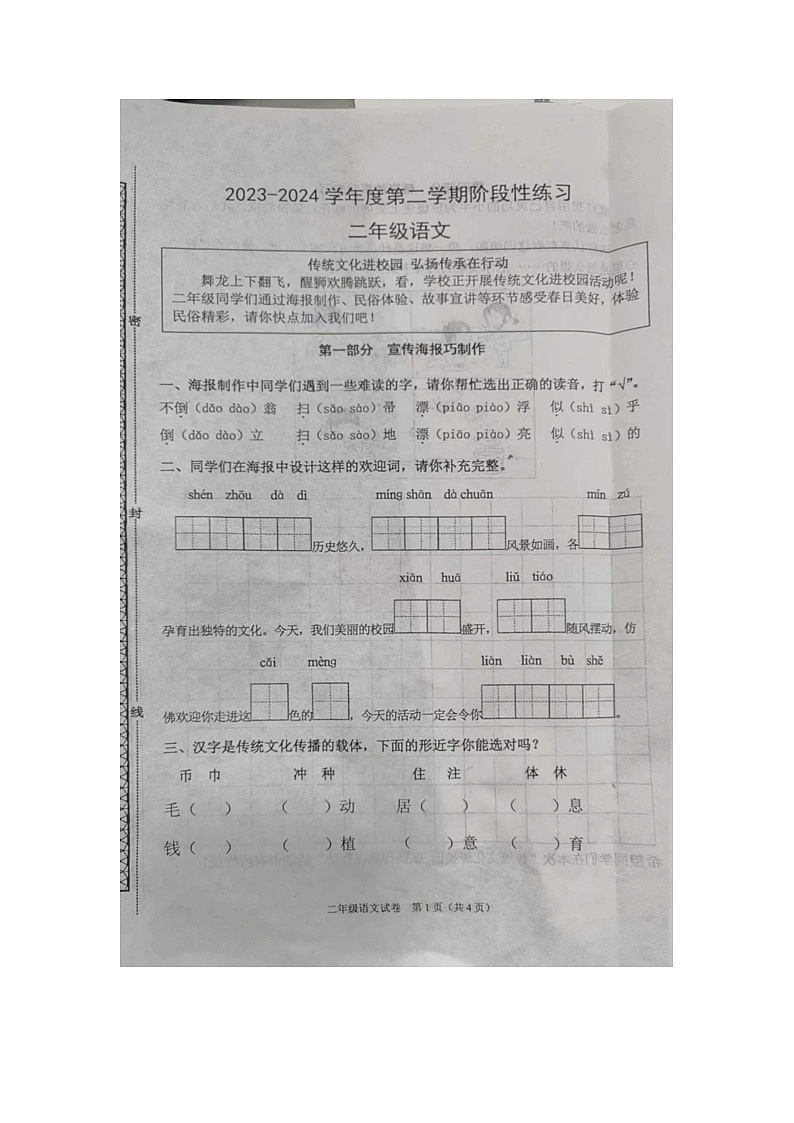 2023-2024 学年度第二学期阶段性练习
二年级语文
传统文化进校园 弘扬传承在行动
舞龙上下翻飞，醒狮欢腾跳跃，看，学校正开展传统文化进校园活动呢！
二年级同学们通过海报制作、民俗体验、故事宣讲等环节感受春日美好，体验
民俗精彩，请你快点加入我们吧！
第一部分 宣传海报巧制作
一、海报制作中同学们遇到一些难读的字，请你帮忙选出正确的读音，打“√”。
不倒（dǎo dào）翁 扫（sǎo sào）帚 漂（piāo piào）浮 似（shì sì）乎
倒（dǎo dào）立 扫（sǎo sào）地 漂（piāo piào）亮 似（shì sì）的
二、同学们在海报中设计这样的欢迎词，请你补充完整。
shén zhōu dà dì míng shān dà chuān mín zú
历史悠久， 风景如画，各
xiān huā liǔ tiáo
孕育出独特的文化。今天，我们美丽的校园 盛开， 随风摆动，仿
cǎi mèng liàn liàn bù shě
佛欢迎你走进这 色的 ，今天的活动一定会令你 。
三、汉字是传统文化传播的载体，下面的形近字你能选对吗？
币 巾 冲 种 住 注 体 休
毛（ ） （ ）动 居（ ） （ ）息
钱（ ） （ ）植 （ ）意 （ ）育
二年级语文试卷 第 1 页（共 4 页）
密
封
线